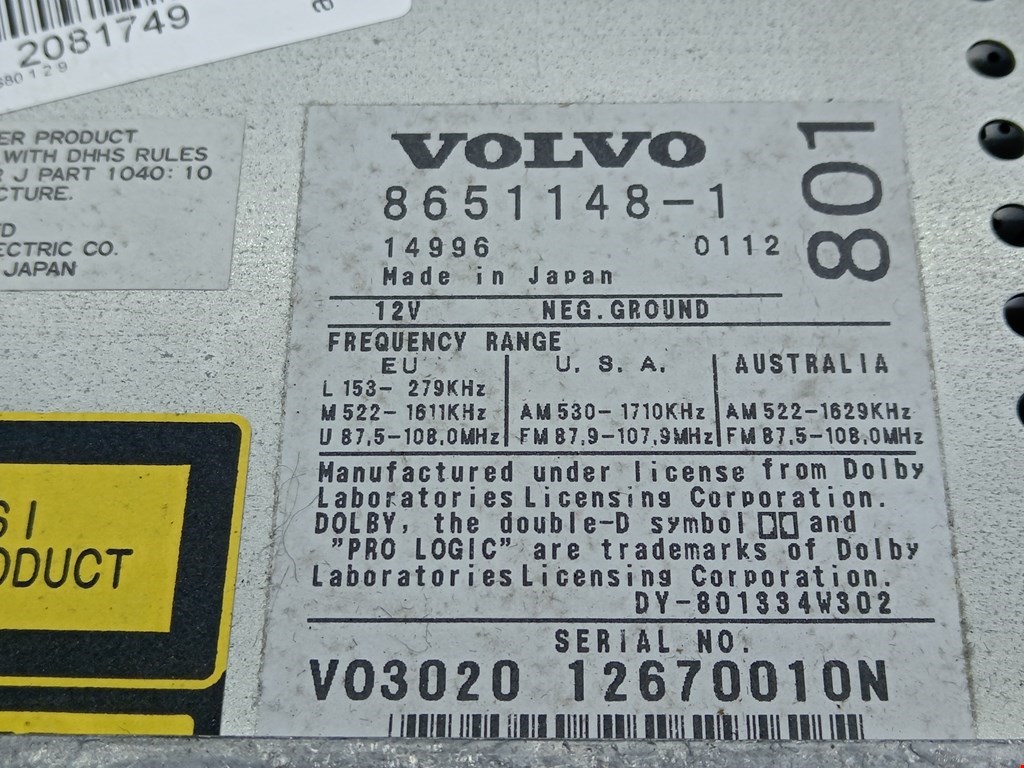 2081749
S80 1 2 9
ER PRODUCT
WITH DHHS RULES
R J PART 1040: 10
CTURE.
D
ECTRIC CO.
JAPAN
S I
ODUCT
VOLVO
8651148-1
801
14996 0112
Made in Japan
12V NEG.GROUND
FREQUENCY RANGE
EU U. S. A. AUSTRALIA
L 153- 279KHz
M 522- 1611KHz AM 530- 1710KHz AM 522-1629KHz
U 87.5-108.0MHz FM 87.9-107.9MHz FM 87.5-108.0MHz
Manufactured under license from Dolby
Laboratories Licensing Corporation.
DOLBY, the double-D symbol and
"PRO LOGIC" are trademarks of Dolby
Laboratories Licensing Corporation.
DY-801334W302
SERIAL NO.
VO3020 12670010N